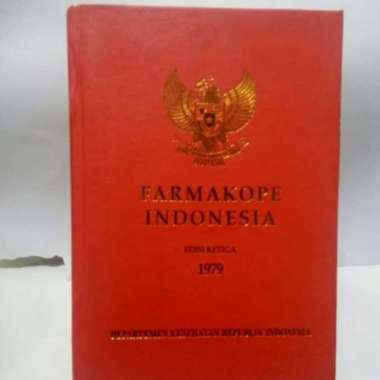 FARMAKOPE
INDONESIA
EDISI KETIGA
1979
DEPARTEMEN KESEHATAN REPUBLIK INDONESIA